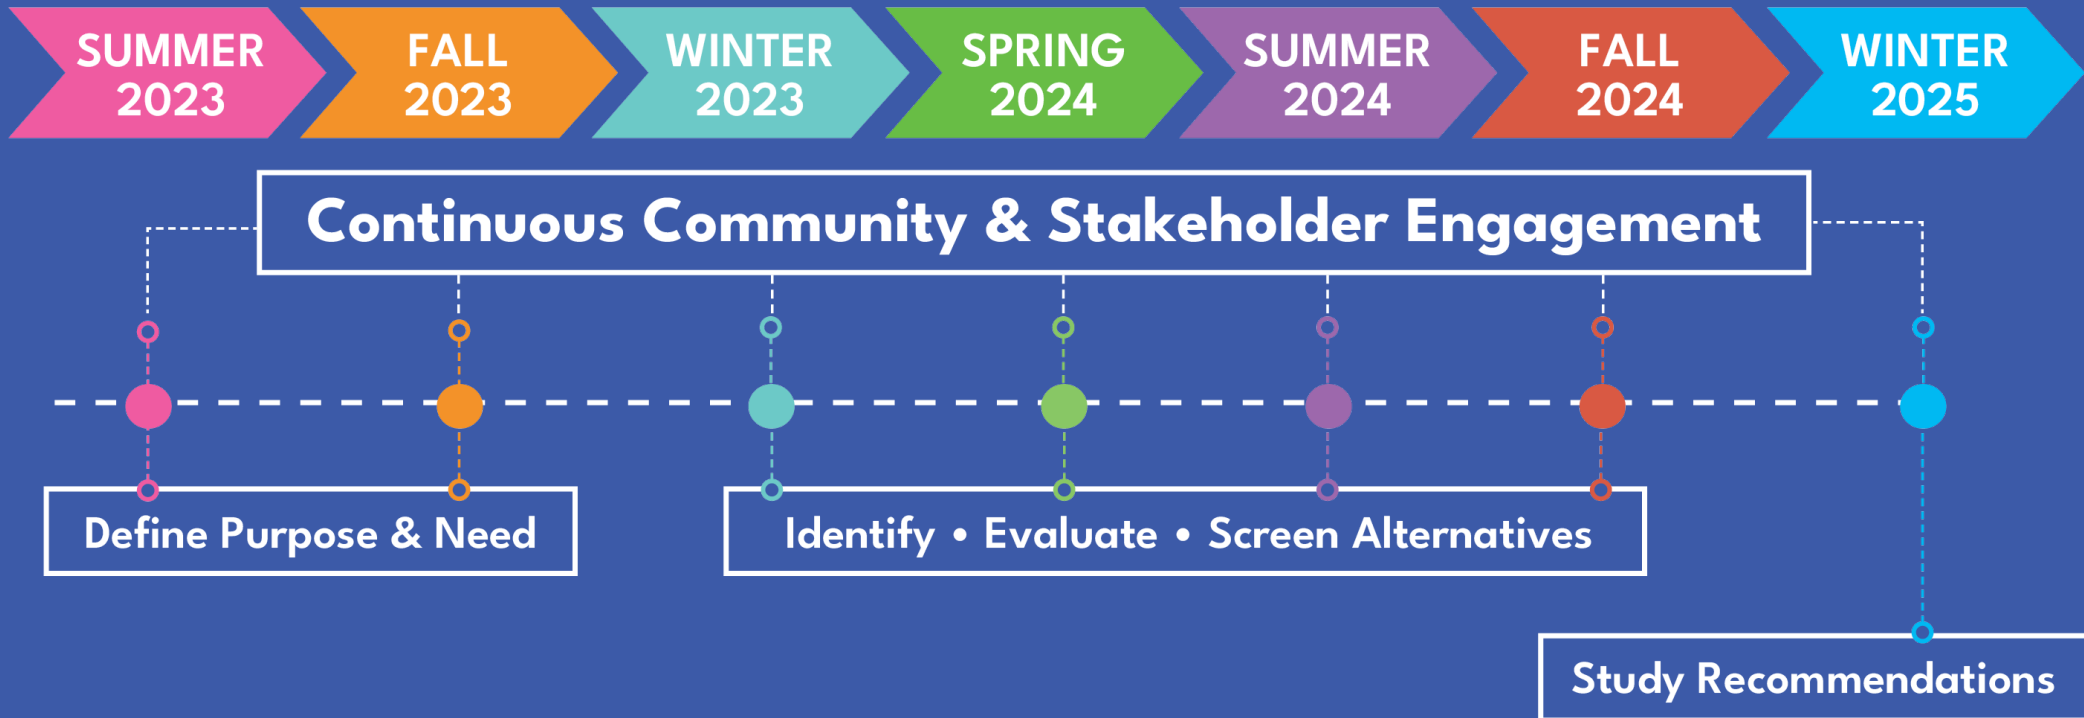 SUMMER
2023
FALL
2023
WINTER
2023
SPRING
2024
SUMMER
2024
FALL
2024
WINTER
2025
Continuous Community & Stakeholder Engagement
Define Purpose & Need
Identify • Evaluate • Screen Alternatives
Study Recommendations